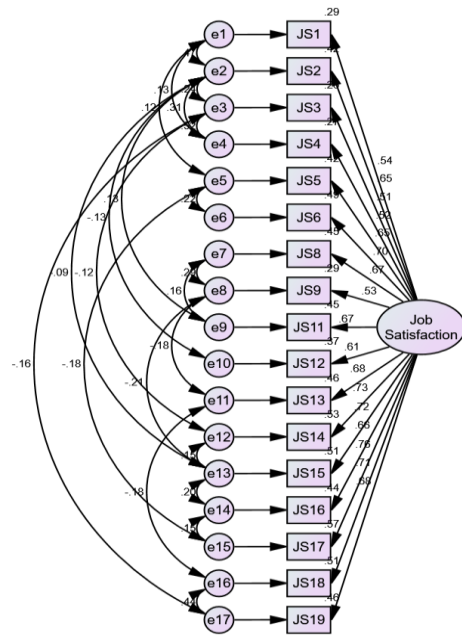 .29
e1
JS1
e2
JS2
e3
JS3
e4
JS4
.42
e5
JS5
.49
e6
JS6
.45
e7
JS8
.29
e8
JS9
.45
e9
JS11
.37
e10
JS12
.46
e11
JS13
.53
e12
JS14
.51
e13
JS15
.44
e14
JS16
.57
e15
JS17
.51
e16
JS18
.46
e17
JS19
Job
Satisfaction
.54
.65
.51
.52
.65
.70
.67
.53
.67
.61
.68
.73
.72
.71
.68
.13
.12
.31
.22
-.13
-.09
-.12
.16
-.18
-.16
-.18
-.21
-.18
.20